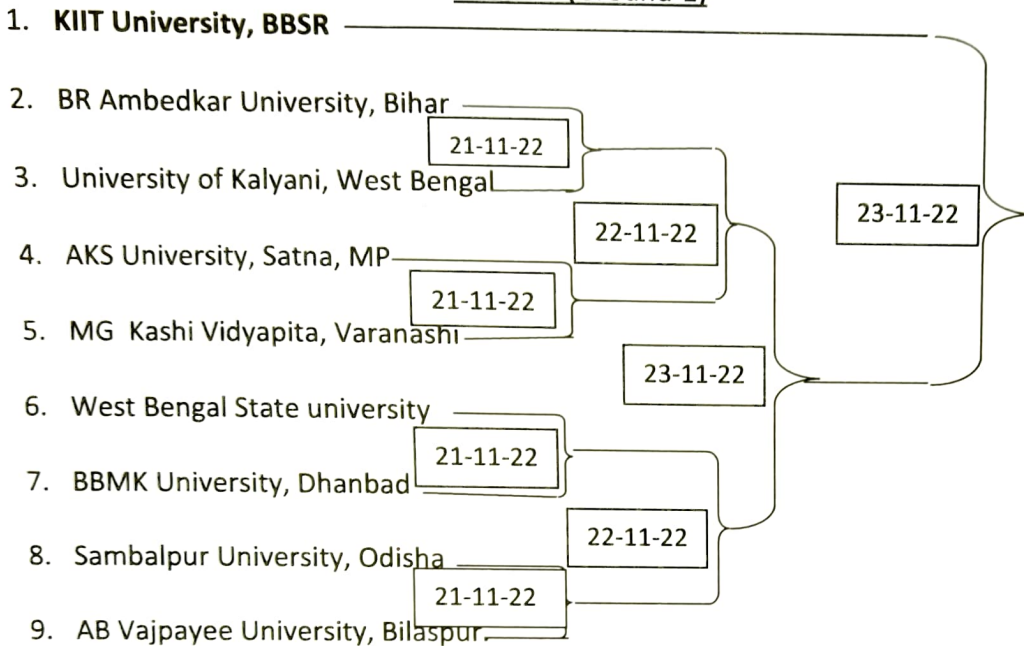 1. KIIT University, BBSR
2. BR Ambedkar University, Bihar
21-11-22
3. University of Kalyani, West Bengal
23-11-22
22-11-22
4. AKS University, Satna, MP
21-11-22
5. MG Kashi Vidyapita, Varanashi
23-11-22
6. West Bengal State university
21-11-22
7. BBMK University, Dhanbad
22-11-22
8. Sambalpur University, Odisha
21-11-22
9. AB Vajpayee University, Bilaspur.